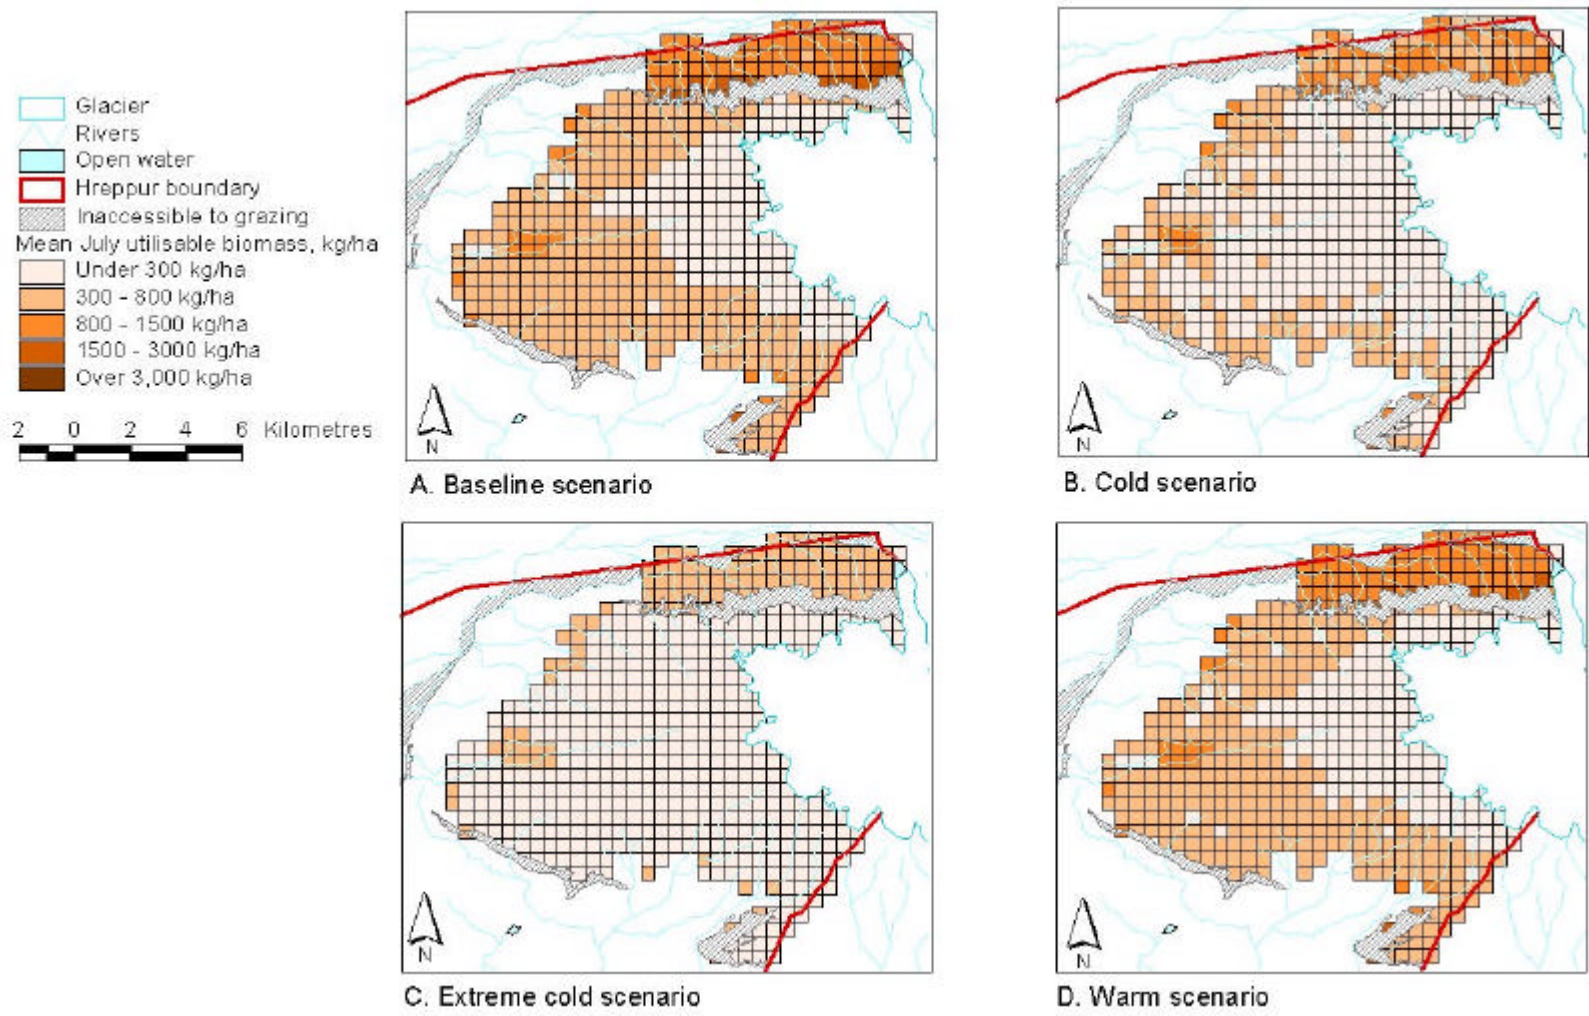 Glacier
Rivers
Open water
Hreppur boundary
Inaccessible to grazing
Mean July utilisable biomass, kg/ha
Under 300 kg/ha
300 - 800 kg/ha
800 - 1500 kg/ha
1500 - 3000 kg/ha
Over 3,000 kg/ha
2 0 2 4 6 Kilometres
N
N
A. Baseline scenario
B. Cold scenario
N
N
C. Extreme cold scenario
D. Warm scenario